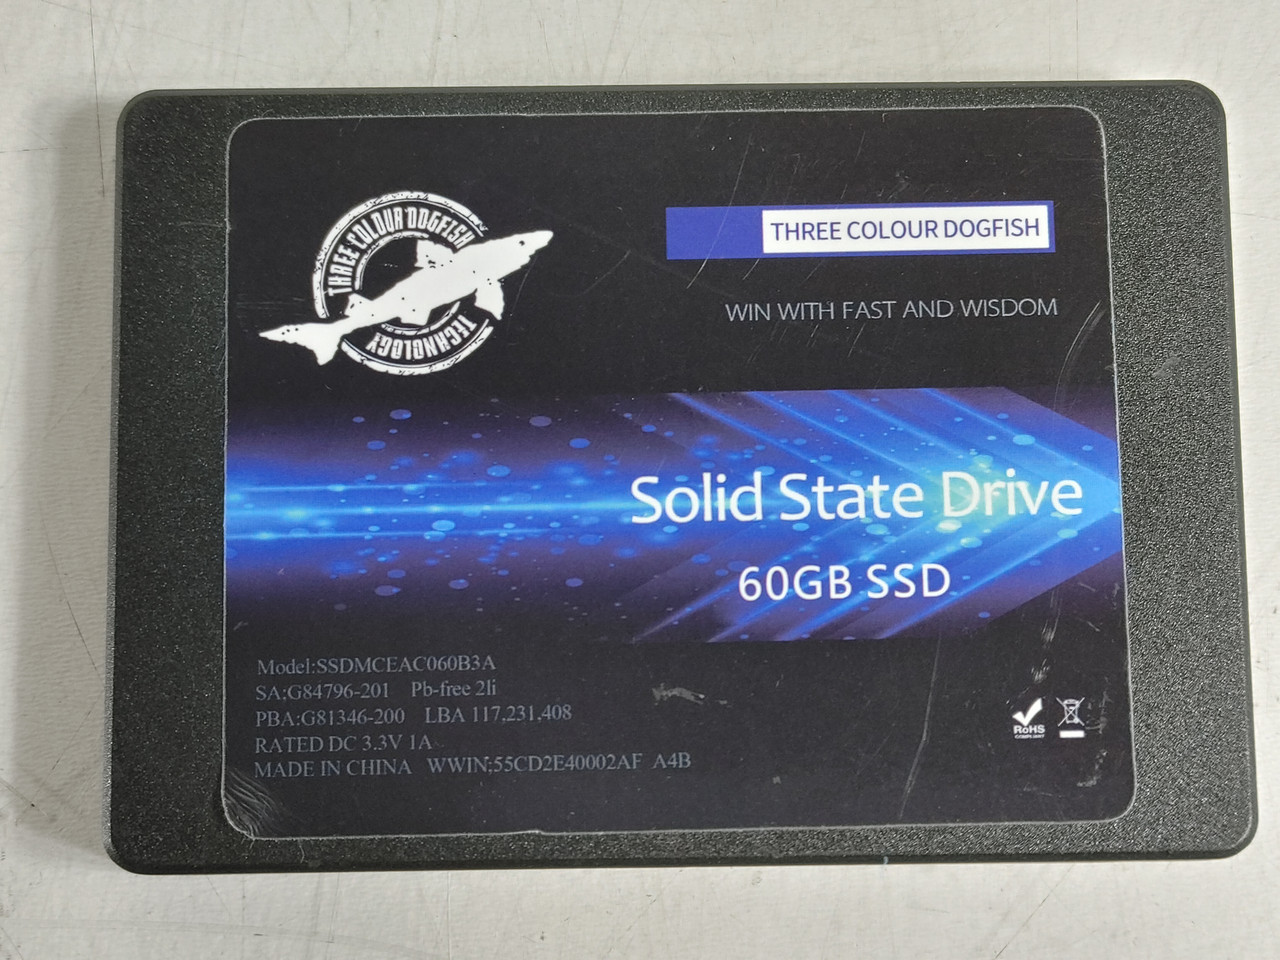 THREE COLOUR DOGFISH
TECHNOLOGY
THREE COLOUR DOGFISH
WIN WITH FAST AND WISDOM
Solid State Drive
60GB SSD
Model:SSDMCEAC060B3A
SA:G84796-201 Pb-free 2li
PBA:G81346-200 LBA 117,231,408
RATED DC 3.3V 1A
MADE IN CHINA WWIN:55CD2E40002AF A4B
RoHS
COMPLIANT